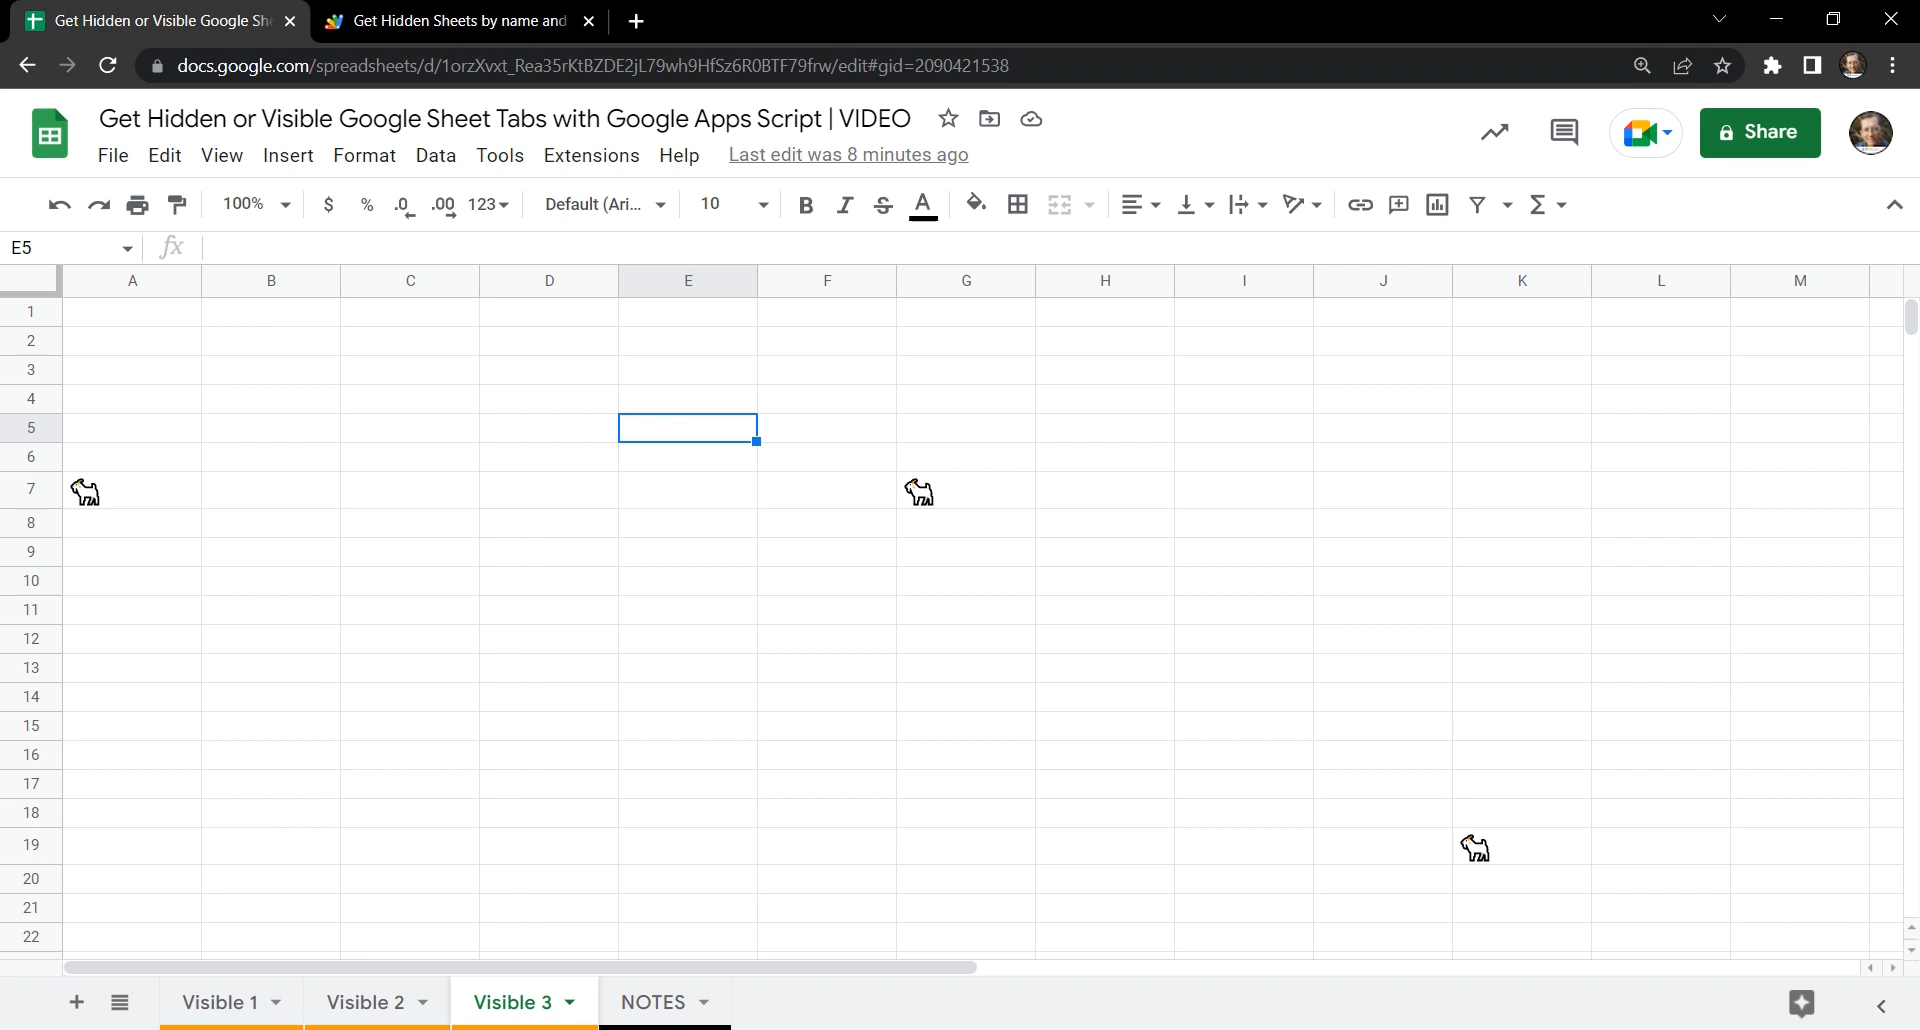 Get Hidden or Visible Google She
Get Hidden Sheets by name and
docs.google.com/spreadsheets/d/1orzXvxt_Rea35rKtBZDE2jL79wh9HfSz6R0BTF79frw/edit#gid=2090421538
Get Hidden or Visible Google Sheet Tabs with Google Apps Script | VIDEO
File Edit View Insert Format Data Tools Extensions Help Last edit was 8 minutes ago
Share
100% $ % .0 .00 123 Default (Ari... 10 B I S A Σ
E5 fx
A B C D E F G H I J K L M
1
2
3
4
5
6
7
8
9
10
11
12
13
14
15
16
17
18
19
20
21
22
Visible 1 Visible 2 Visible 3 NOTES